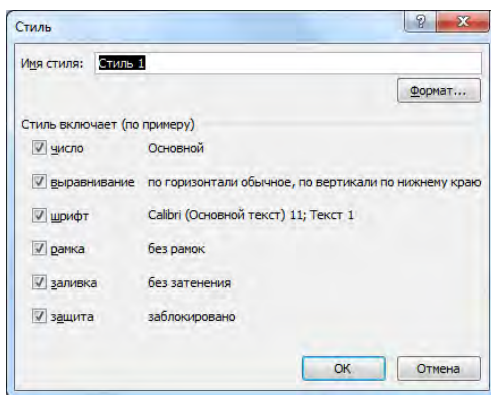 Стиль
Имя стиля: Стиль 1
Формат...
Стиль включает (по примеру)
число Основной
выравнивание по горизонтали обычное, по вертикали по нижнему краю
шрифт Calibri (Основной текст) 11; Текст 1
рамка без рамок
заливка без затенения
защита заблокировано
ОК Отмена